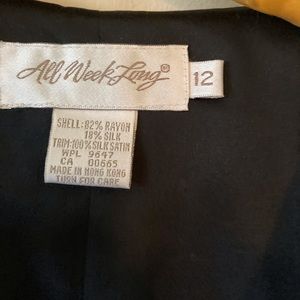 All Week Long®
12
SHELL: 82% RAYON
18% SILK
TRIM:100% SILK SATIN
WPL 9647
CA 00665
MADE IN HONG KONG
TURN FOR CARE